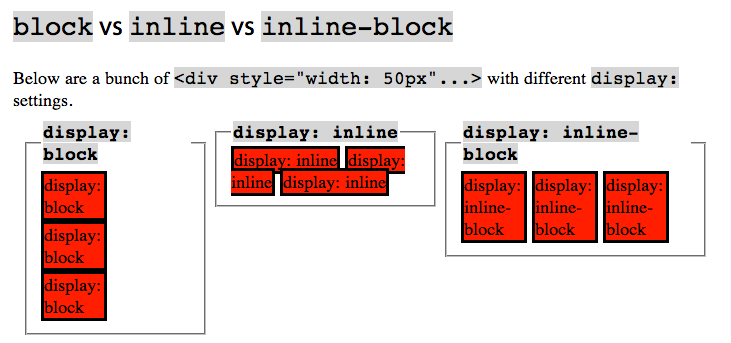 block vs inline vs inline-block
Below are a bunch of <div style="width: 50px"...> with different display:
settings.
display:
block
display:
block
display:
block
display:
block
display: inline
display: inline display:
inline display: inline
display: inline-
block
display: display: display:
inline- inline- inline-
block block block